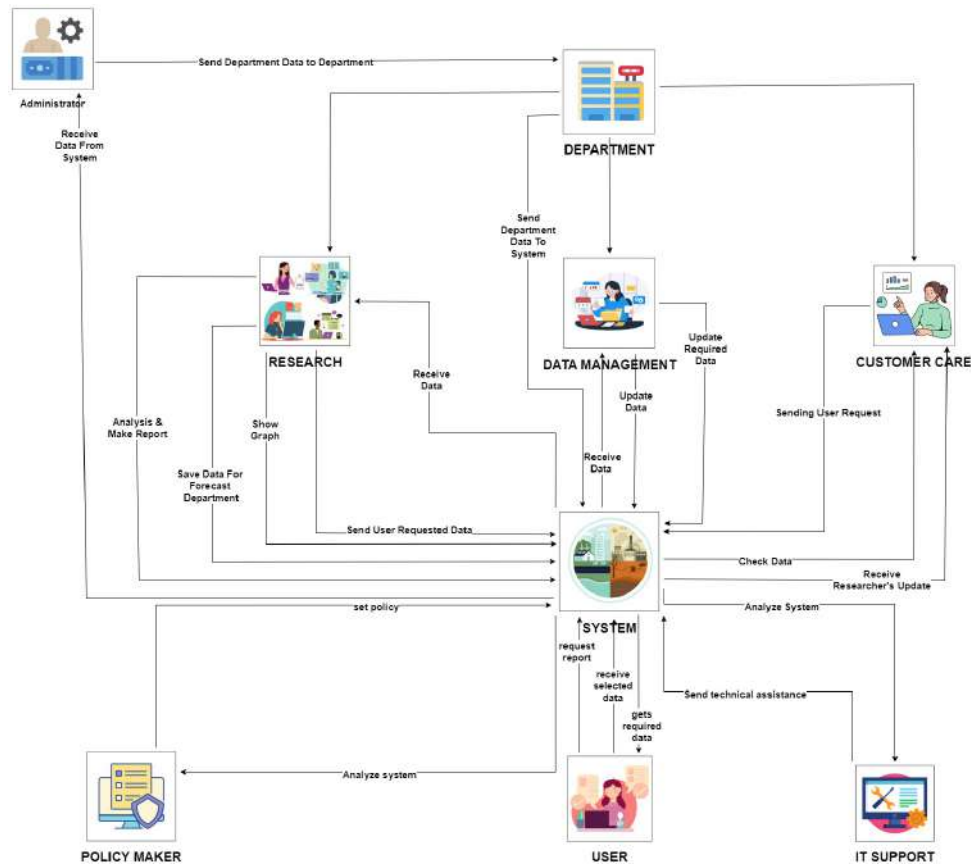 Send Department Data to Department
Administrator
Receive
Data From
System
DEPARTMENT
Send
Department
Data To
System
RESEARCH
DATA MANAGEMENT
Update
Required
Data
CUSTOMER CARE
Receive
Data
Update
Data
Sending User Request
Analysis &
Make Report
Show
Graph
Save Data For
Forecast
Department
Receive
Data
Send User Requested Data
Check Data
Receive
Researcher's Update
set policy
SYSTEM
Analyze System
request
report
receive
selected
data
gets
required
data
Send technical assistance
Analyze system
POLICY MAKER
USER
IT SUPPORT